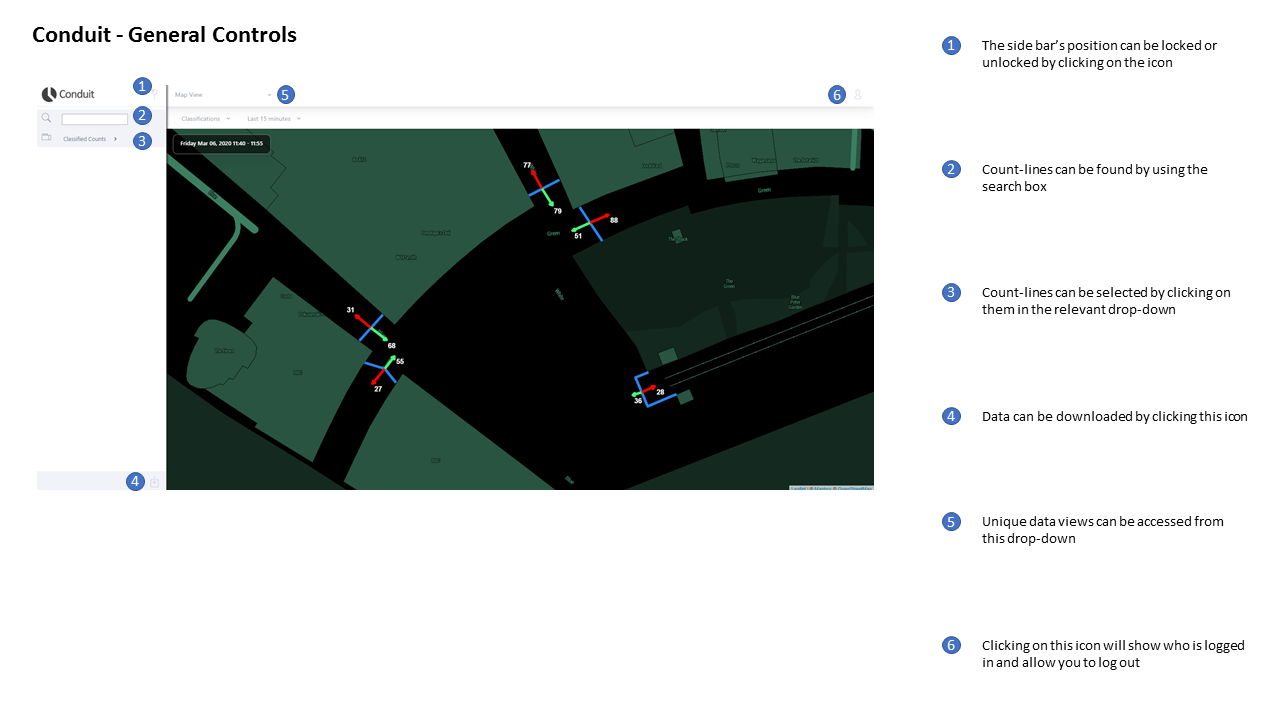 Conduit - General Controls
1
The side bar's position can be locked or
unlocked by clicking on the icon
2
Count-lines can be found by using the
search box
3
Count-lines can be selected by clicking on
them in the relevant drop-down
4
Data can be downloaded by clicking this icon
5
Unique data views can be accessed from
this drop-down
6
Clicking on this icon will show who is logged
in and allow you to log out
Conduit
1
Map View
5
6
2
Classifications
Last 15 minutes
Classified Counts
3
Friday Mar 06, 2020 11:40 - 11:55
77
79
88
51
Green
Green
White
The
Green
31
68
55
27
28
36
Blue
4